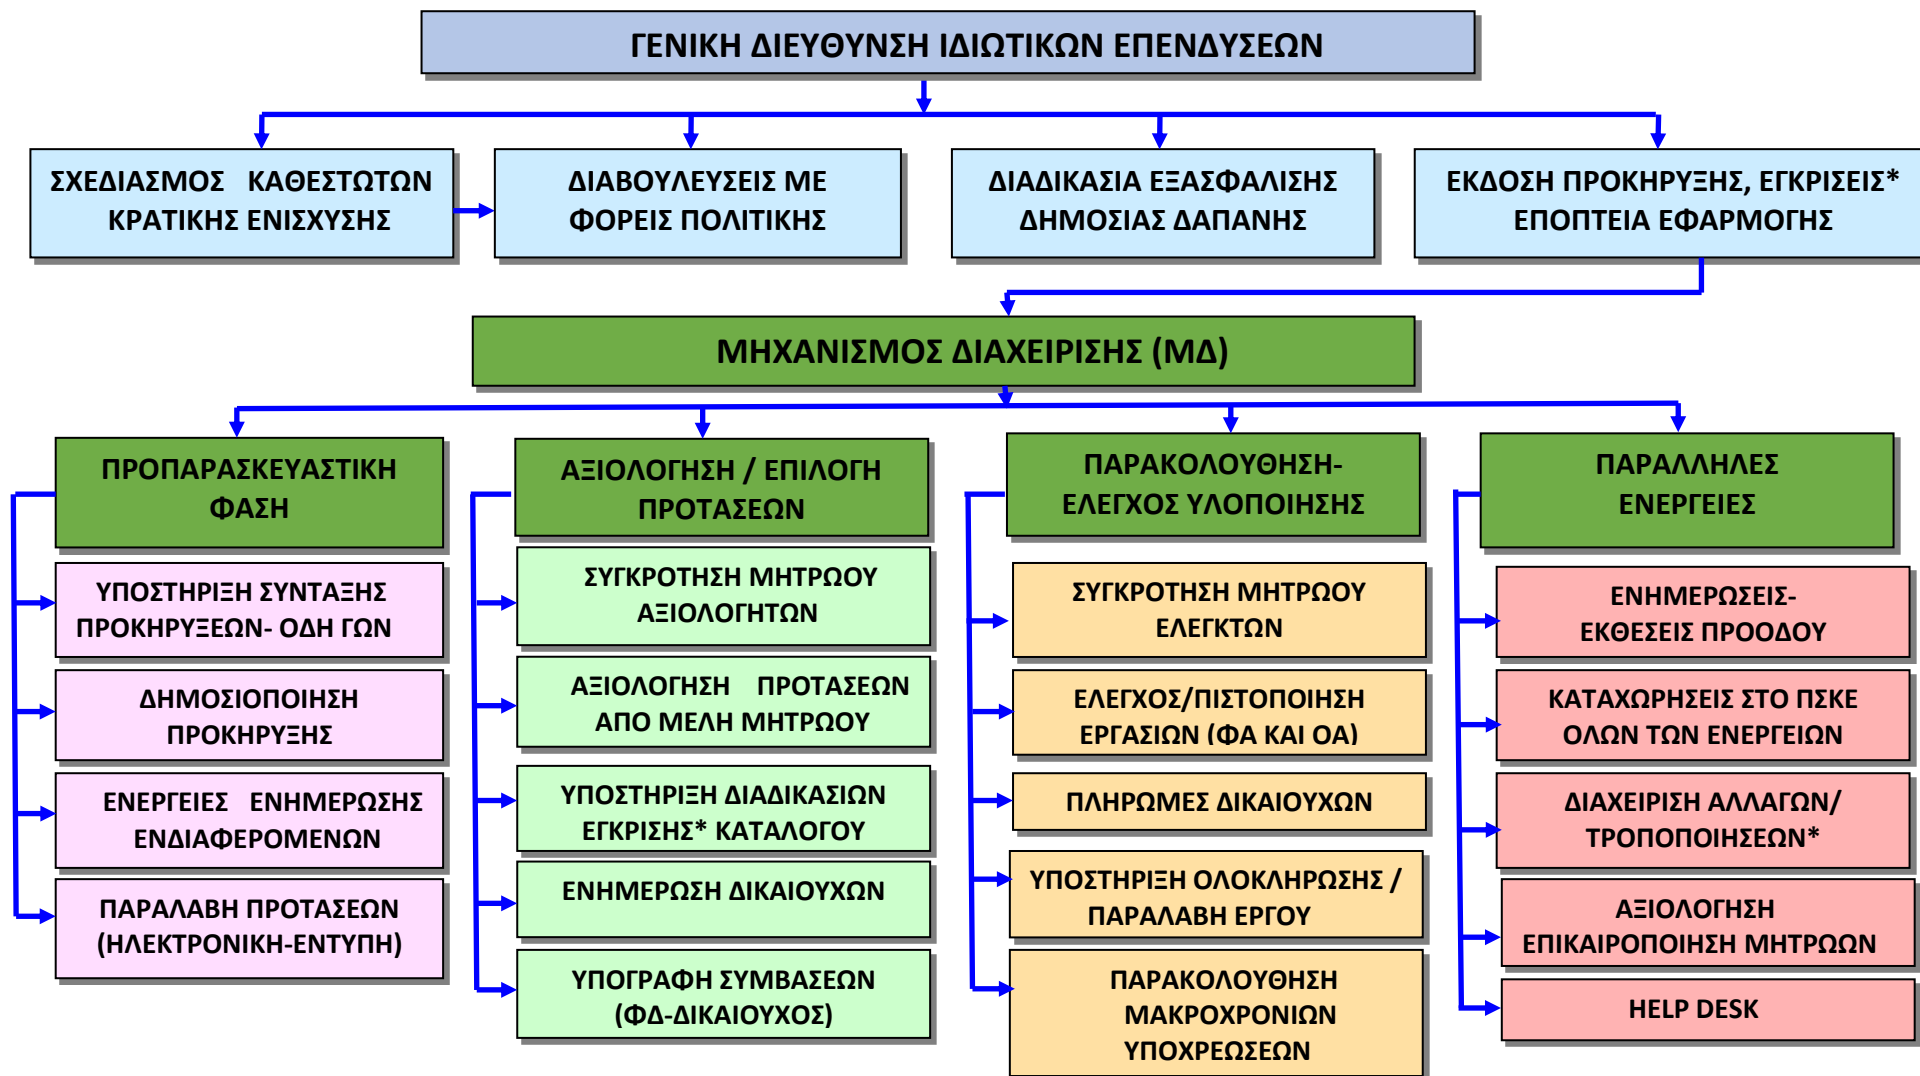 ΓΕΝΙΚΗ ΔΙΕΥΘΥΝΣΗ ΙΔΙΩΤΙΚΩΝ ΕΠΕΝΔΥΣΕΩΝ
ΣΧΕΔΙΑΣΜΟΣ ΚΑΘΕΣΤΩΤΩΝ
ΚΡΑΤΙΚΗΣ ΕΝΙΣΧΥΣΗΣ
ΔΙΑΒΟΥΛΕΥΣΕΙΣ ΜΕ
ΦΟΡΕΙΣ ΠΟΛΙΤΙΚΗΣ
ΔΙΑΔΙΚΑΣΙΑ ΕΞΑΣΦΑΛΙΣΗΣ
ΔΗΜΟΣΙΑΣ ΔΑΠΑΝΗΣ
ΕΚΔΟΣΗ ΠΡΟΚΗΡΥΞΗΣ, ΕΓΚΡΙΣΕΙΣ*
ΕΠΟΠΤΕΙΑ ΕΦΑΡΜΟΓΗΣ
ΜΗΧΑΝΙΣΜΟΣ ΔΙΑΧΕΙΡΙΣΗΣ (ΜΔ)
ΠΡΟΠΑΡΑΣΚΕΥΑΣΤΙΚΗ
ΦΑΣΗ
ΥΠΟΣΤΗΡΙΞΗ ΣΥΝΤΑΞΗΣ
ΠΡΟΚΗΡΥΞΕΩΝ- ΟΔΗ ΓΩΝ
ΔΗΜΟΣΙΟΠΟΙΗΣΗ
ΠΡΟΚΗΡΥΞΗΣ
ΕΝΕΡΓΕΙΕΣ ΕΝΗΜΕΡΩΣΗΣ
ΕΝΔΙΑΦΕΡΟΜΕΝΩΝ
ΠΑΡΑΛΑΒΗ ΠΡΟΤΑΣΕΩΝ
(ΗΛΕΚΤΡΟΝΙΚΗ-ΕΝΤΥΠΗ)
ΑΞΙΟΛΟΓΗΣΗ / ΕΠΙΛΟΓΗ
ΠΡΟΤΑΣΕΩΝ
ΣΥΓΚΡΟΤΗΣΗ ΜΗΤΡΩΟΥ
ΑΞΙΟΛΟΓΗΤΩΝ
ΑΞΙΟΛΟΓΗΣΗ ΠΡΟΤΑΣΕΩΝ
ΑΠΟ ΜΕΛΗ ΜΗΤΡΩΟΥ
ΥΠΟΣΤΗΡΙΞΗ ΔΙΑΔΙΚΑΣΙΩΝ
ΕΓΚΡΙΣΗΣ* ΚΑΤΑΛΟΓΟΥ
ΕΝΗΜΕΡΩΣΗ ΔΙΚΑΙΟΥΧΩΝ
ΥΠΟΓΡΑΦΗ ΣΥΜΒΑΣΕΩΝ
(ΦΔ-ΔΙΚΑΙΟΥΧΟΣ)
ΠΑΡΑΚΟΛΟΥΘΗΣΗ-
ΕΛΕΓΧΟΣ ΥΛΟΠΟΙΗΣΗΣ
ΣΥΓΚΡΟΤΗΣΗ ΜΗΤΡΩΟΥ
ΕΛΕΓΚΤΩΝ
ΕΛΕΓΧΟΣ/ΠΙΣΤΟΠΟΙΗΣΗ
ΕΡΓΑΣΙΩΝ (ΦΑ ΚΑΙ ΟΑ)
ΠΛΗΡΩΜΕΣ ΔΙΚΑΙΟΥΧΩΝ
ΥΠΟΣΤΗΡΙΞΗ ΟΛΟΚΛΗΡΩΣΗΣ /
ΠΑΡΑΛΑΒΗ ΕΡΓΟΥ
ΠΑΡΑΚΟΛΟΥΘΗΣΗ
ΜΑΚΡΟΧΡΟΝΙΩΝ
ΥΠΟΧΡΕΩΣΕΩΝ
ΠΑΡΑΛΛΗΛΕΣ
ΕΝΕΡΓΕΙΕΣ
ΕΝΗΜΕΡΩΣΕΙΣ-
ΕΚΘΕΣΕΙΣ ΠΡΟΟΔΟΥ
ΚΑΤΑΧΩΡΗΣΕΙΣ ΣΤΟ ΠΣΚΕ
ΟΛΩΝ ΤΩΝ ΕΝΕΡΓΕΙΩΝ
ΔΙΑΧΕΙΡΙΣΗ ΑΛΛΑΓΩΝ/
ΤΡΟΠΟΠΟΙΗΣΕΩΝ*
ΑΞΙΟΛΟΓΗΣΗ
ΕΠΙΚΑΙΡΟΠΟΙΗΣΗ ΜΗΤΡΩΩΝ
HELP DESK